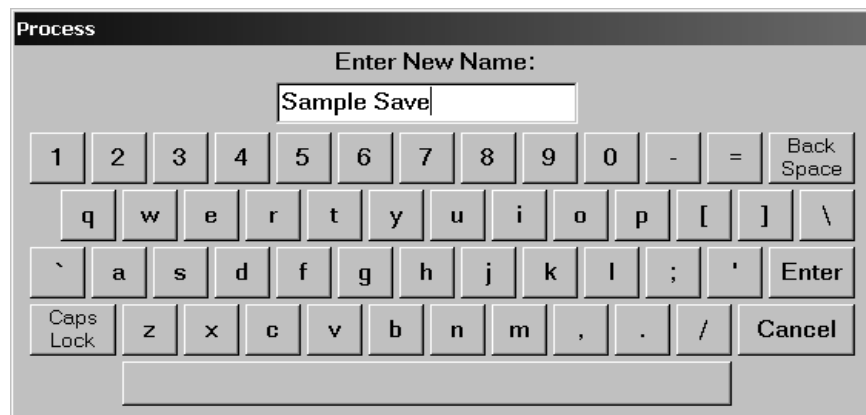 Process
Enter New Name:
Sample Save
1 2 3 4 5 6 7 8 9 0 - = Back Space
q w e r t y u i o p [ ] \
` a s d f g h j k l ; ' Enter
Caps Lock z x c v b n m , . / Cancel